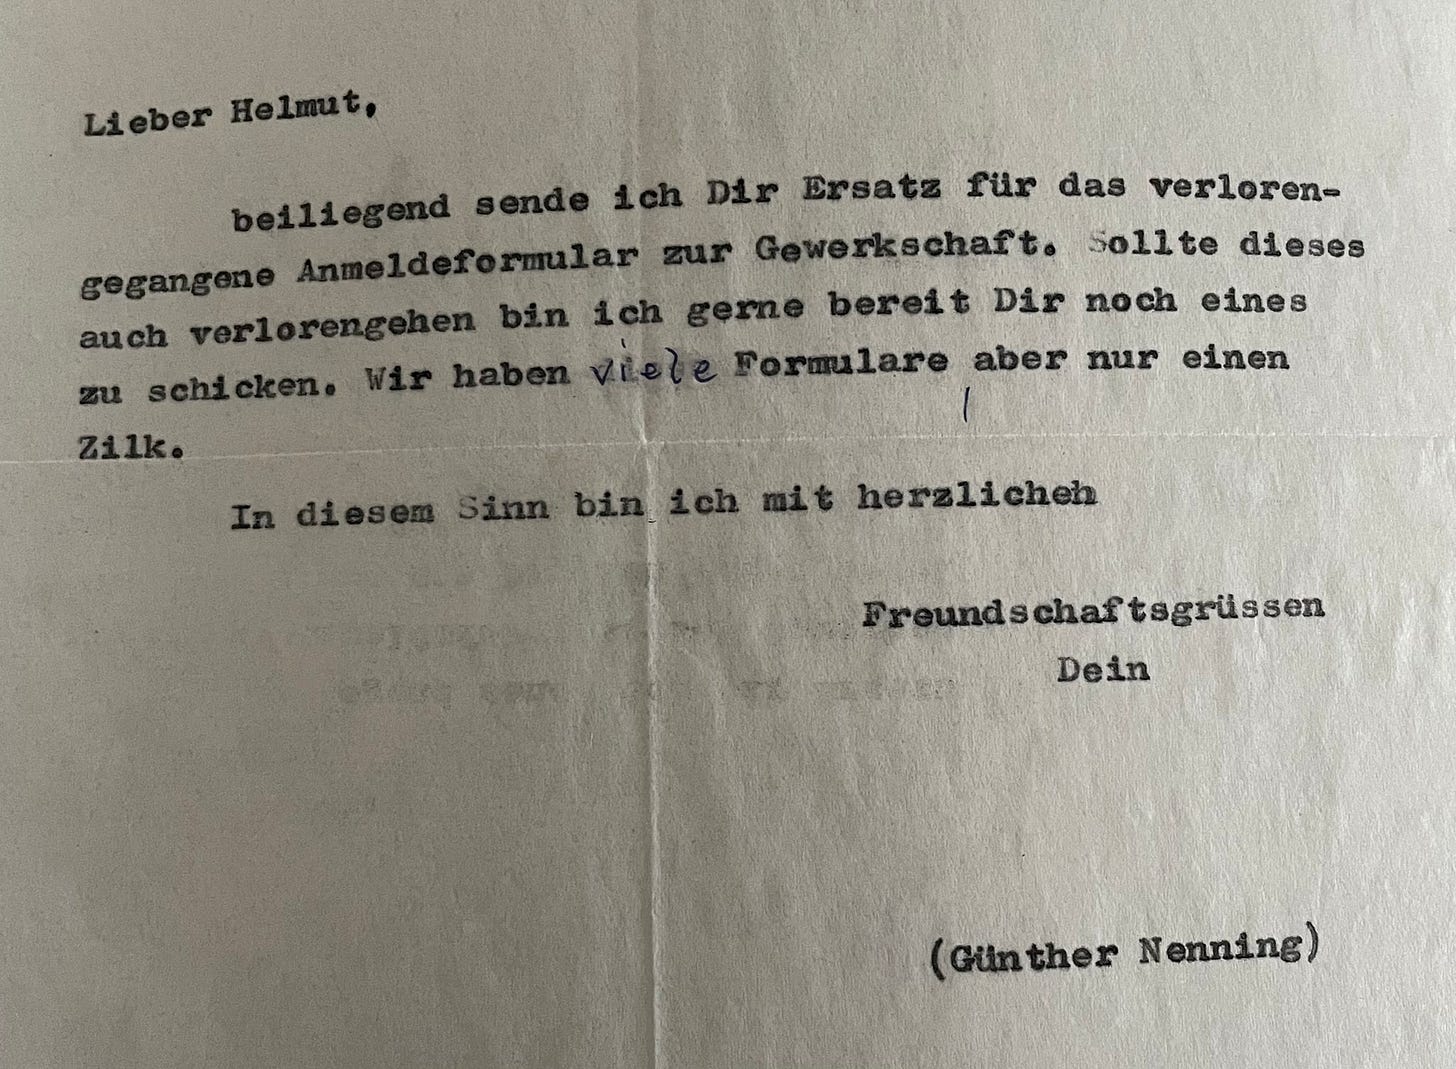 Lieber Helmut,
beiliegend sende ich Dir Ersatz für das verloren-
gegangene Anmeldeformular zur Gewerkschaft. Sollte dieses
auch verlorengehen bin ich gerne bereit Dir noch eines
zu schicken. Wir haben viele Formulare aber nur einen
Zilk.
In diesem Sinn bin ich mit herzlicheh
Freundschaftsgrüssen
Dein
(Günther Nenning)